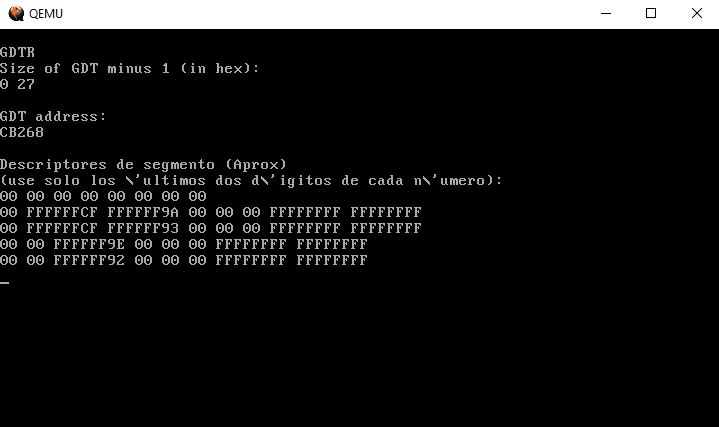 QEMU
GDTR
Size of GDT minus 1 (in hex):
0 27
GDT address:
CB268
Descriptores de segmento (Aprox)
(use solo los \'ultimos dos d\'igitos de cada n\'umero):
00 00 00 00 00 00 00 00
00 FFFFFFCF FFFFFF9A 00 00 00 FFFFFFFF FFFFFFFF
00 FFFFFFCF FFFFFF93 00 00 00 FFFFFFFF FFFFFFFF
00 00 FFFFFF9E 00 00 00 FFFFFFFF FFFFFFFF
00 00 FFFFFF92 00 00 00 FFFFFFFF FFFFFFFF